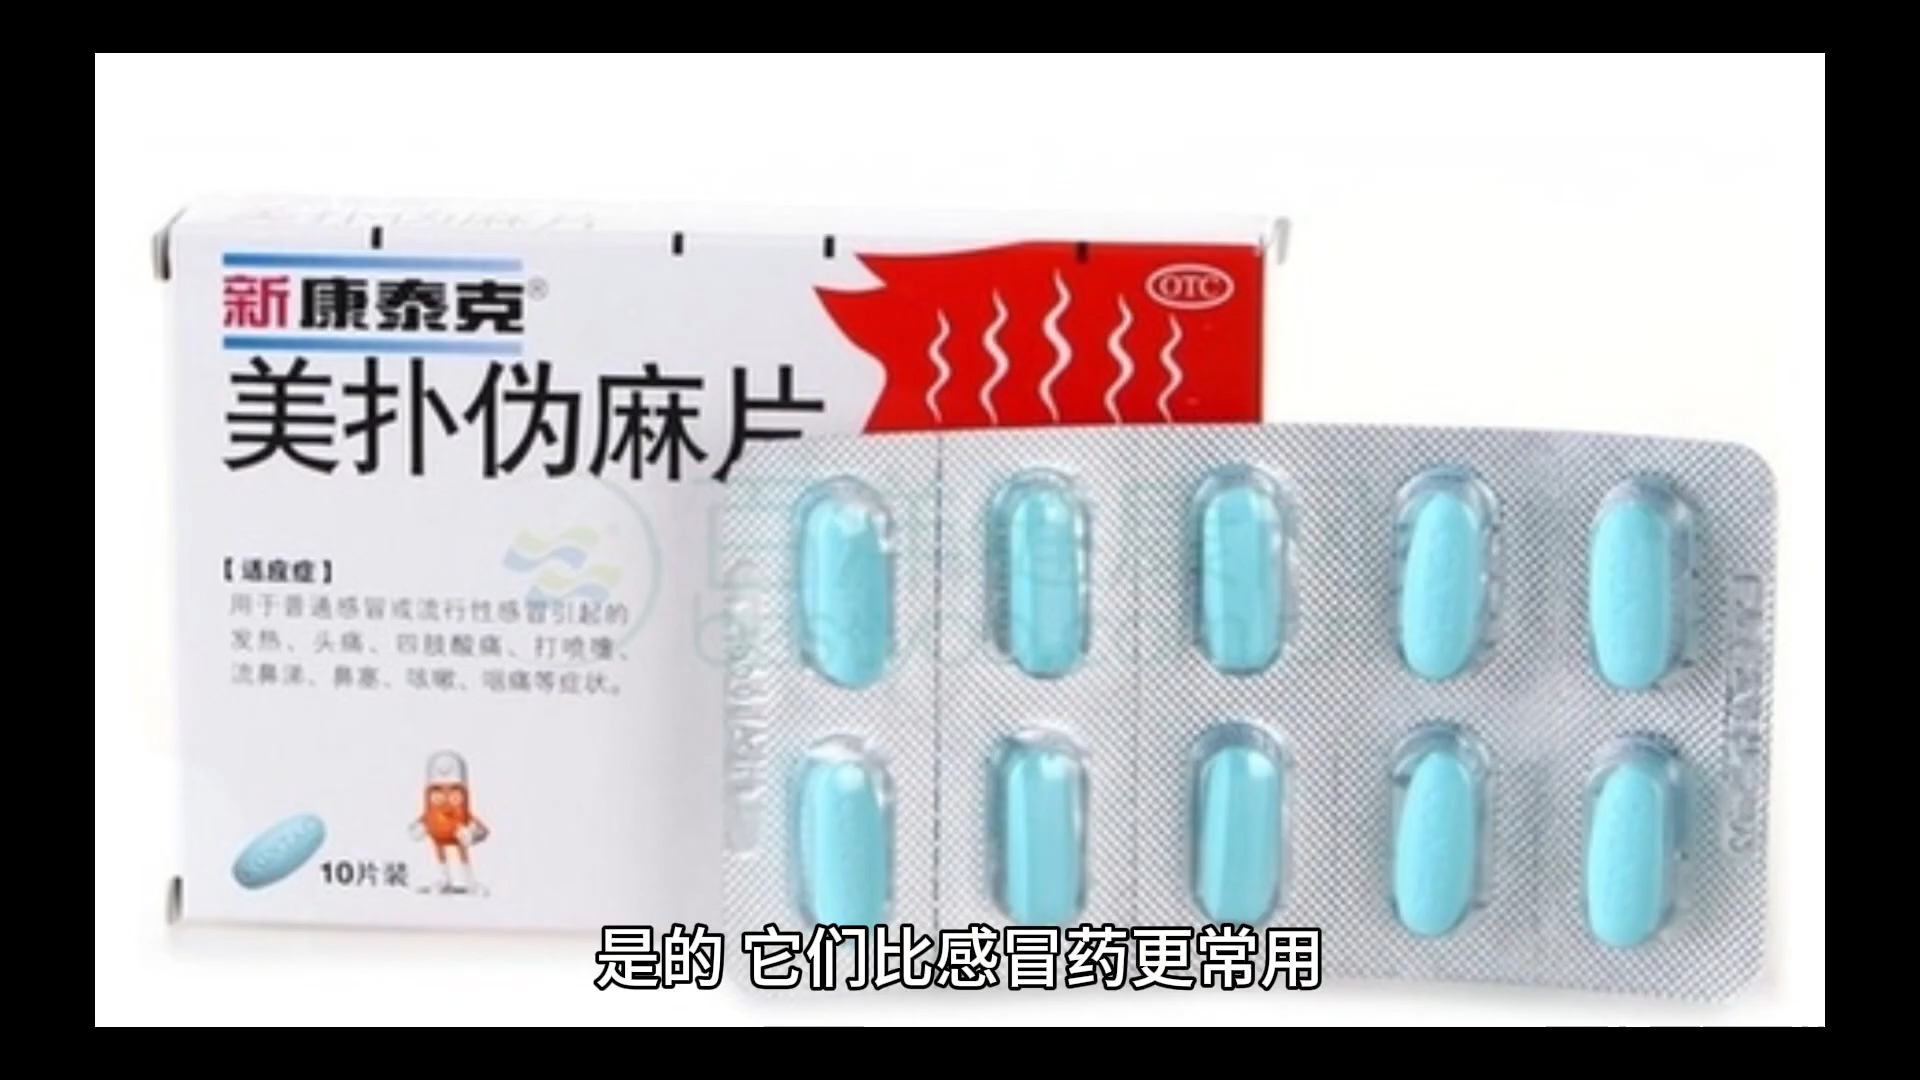 新康泰克®
OTC
美扑伪麻片
【适应症】
用于普通感冒或流行性感冒引起的
发热、头痛、四肢酸痛、打喷嚏、
流鼻涕、鼻塞、咳嗽、咽痛等症状。
10片装
是的 它们比感冒药更常用